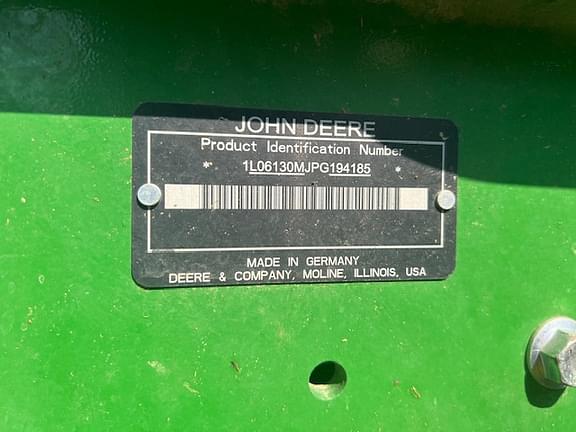 JOHN DEERE
Product Identification Number
* 1L06130MJPG194185 *
MADE IN GERMANY
DEERE & COMPANY, MOLINE, ILLINOIS, USA